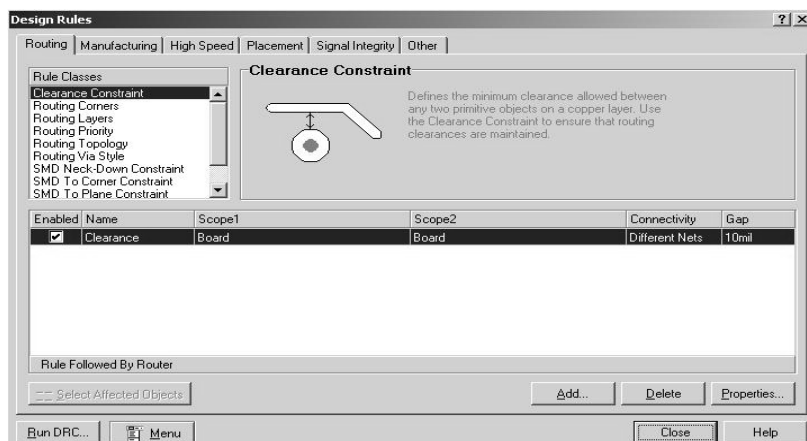 Design Rules
Routing Manufacturing High Speed Placement Signal Integrity Other
Rule Classes
Clearance Constraint
Routing Corners
Routing Layers
Routing Priority
Routing Topology
Routing Via Style
SMD Neck-Down Constraint
SMD To Corner Constraint
SMD To Plane Constraint
Clearance Constraint
Defines the minimum clearance allowed between
any two primitive objects on a copper layer. Use
the Clearance Constraint to ensure that routing
clearances are maintained.
Enabled Name Scope1 Scope2 Connectivity Gap
Clearance Board Board Different Nets 10mil
Rule Followed By Router
Select Affected Objects Add... Delete Properties...
Run DRC... Menu Close Help